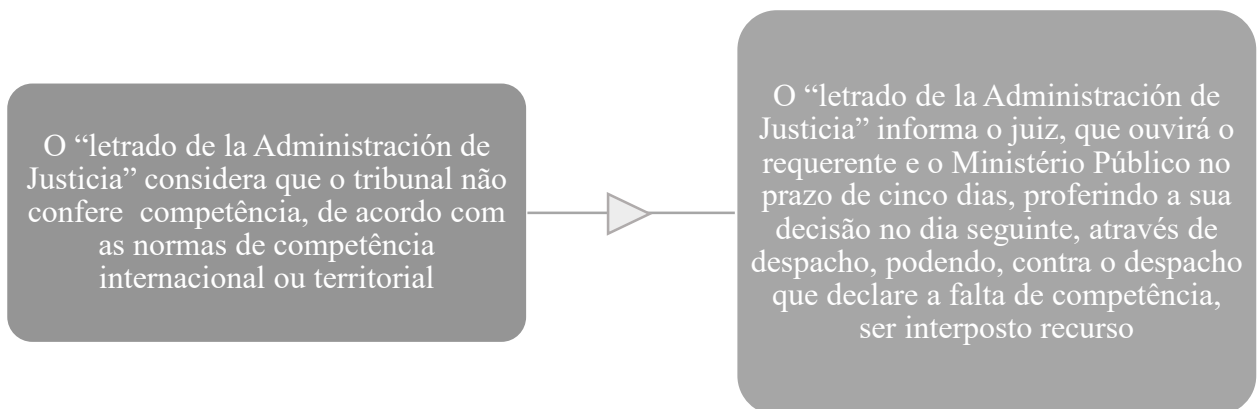 O “letrado de la Administración de
Justicia” considera que o tribunal não
confere  competência, de acordo com
as normas de competência
internacional ou territorial
O “letrado de la Administración de
Justicia” informa o juiz, que ouvirá o
requerente e o Ministério Público no
prazo de cinco dias, proferindo a sua
decisão no dia seguinte, através de
despacho, podendo, contra o despacho
que declare a falta de competência,
ser interposto recurso